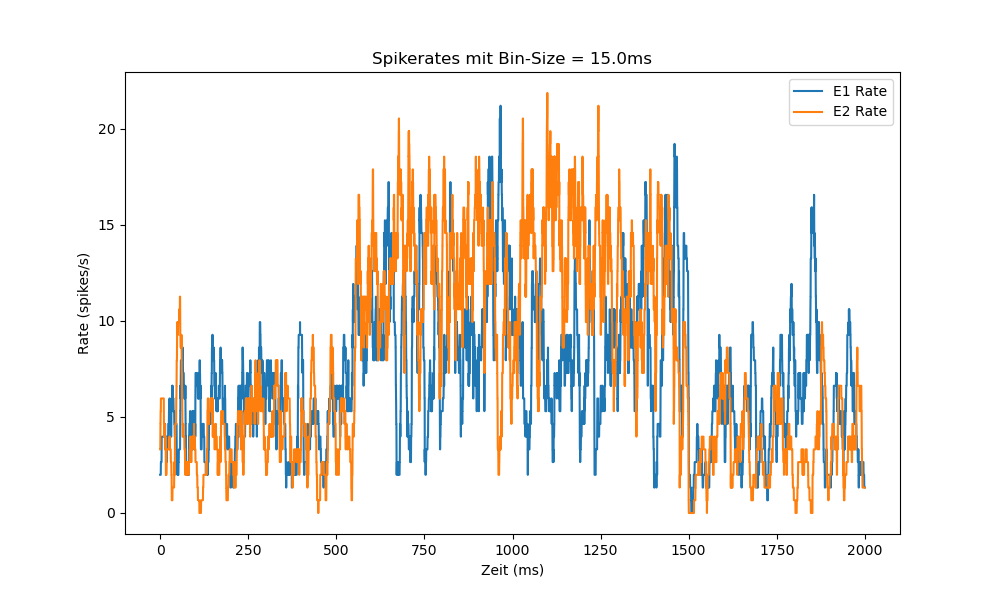 Spikerates mit Bin-Size = 15.0ms
E1 Rate
E2 Rate
Rate (spikes/s)
20
15
10
5
0
0 250 500 750 1000 1250 1500 1750 2000
Zeit (ms)